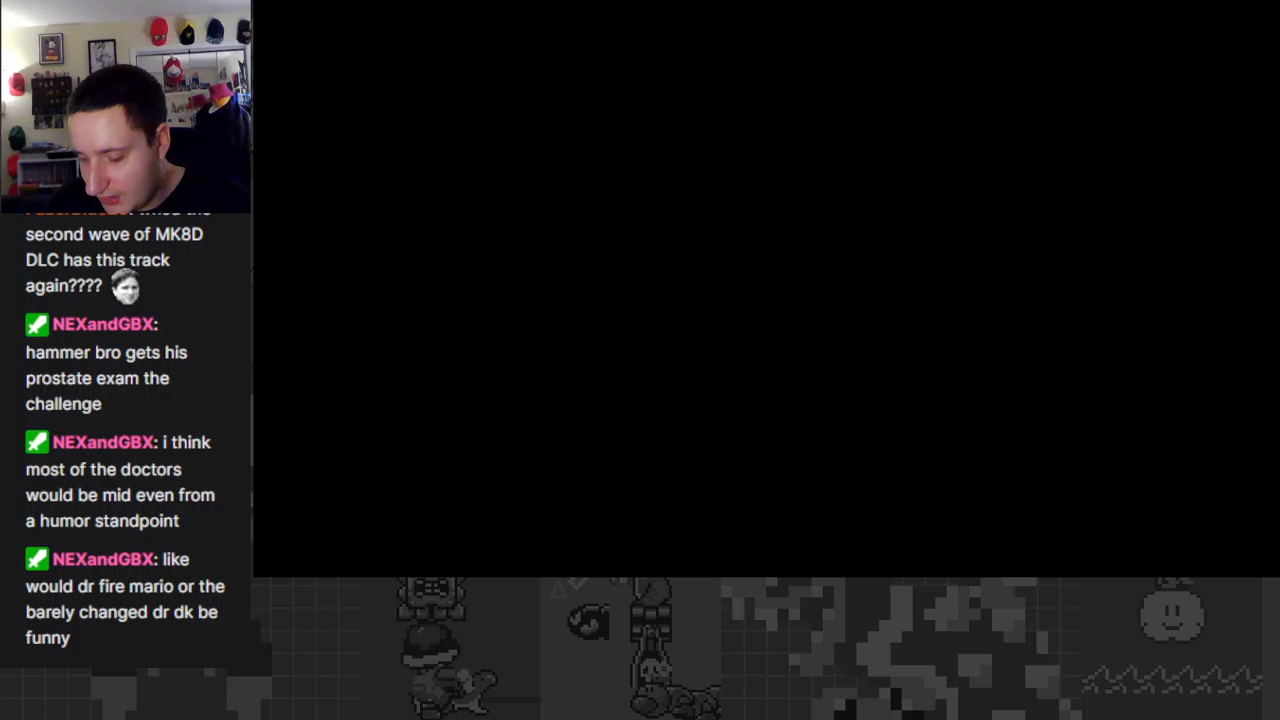 second wave of MK8D
DLC has this track
again????
NEXandGBX:
hammer bro gets his
prostate exam the
challenge
NEXandGBX: i think
most of the doctors
would be mid even from
a humor standpoint
NEXandGBX: like
would dr fire mario or the
barely changed dr dk be
funny